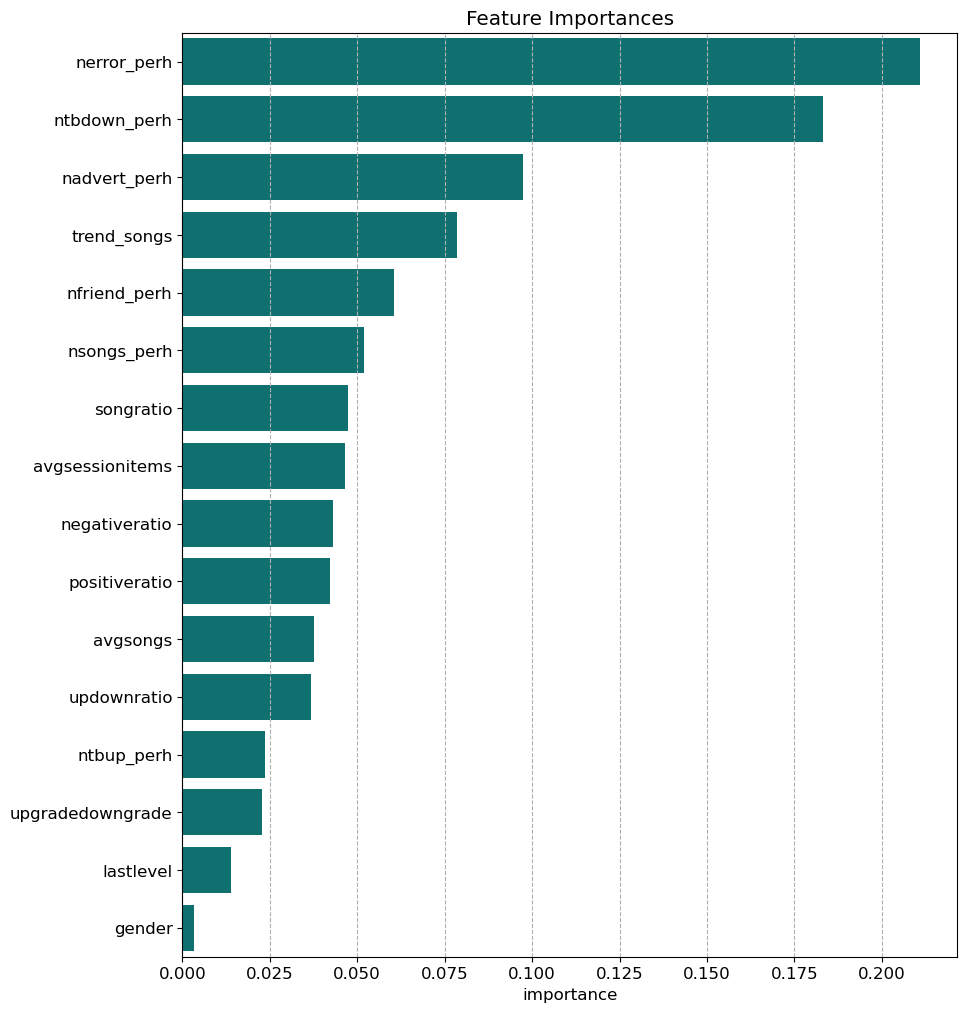 Feature Importances
nerror_perh
ntbdown_perh
nadvert_perh
trend_songs
nfriend_perh
nsongs_perh
songratio
avgsessionitems
negativeratio
positiveratio
avgsongs
updownratio
ntbup_perh
upgradedowngrade
lastlevel
gender
0.000 0.025 0.050 0.075 0.100 0.125 0.150 0.175 0.200
importance